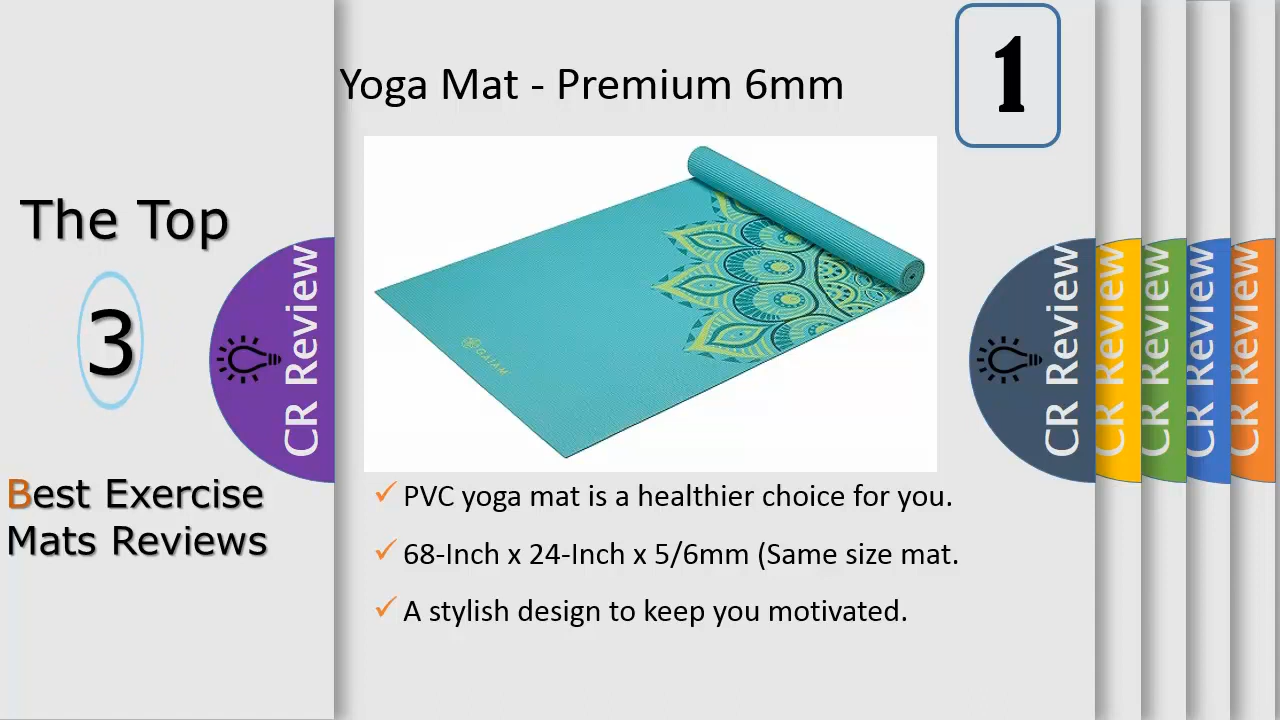 Yoga Mat - Premium 6mm
1
The Top
3
Best Exercise
Mats Reviews
CR Review
GAIAM
PVC yoga mat is a healthier choice for you.
68-Inch x 24-Inch x 5/6mm (Same size mat.
A stylish design to keep you motivated.
CR Review
CR Review
CR Review
CR Review
CR Review